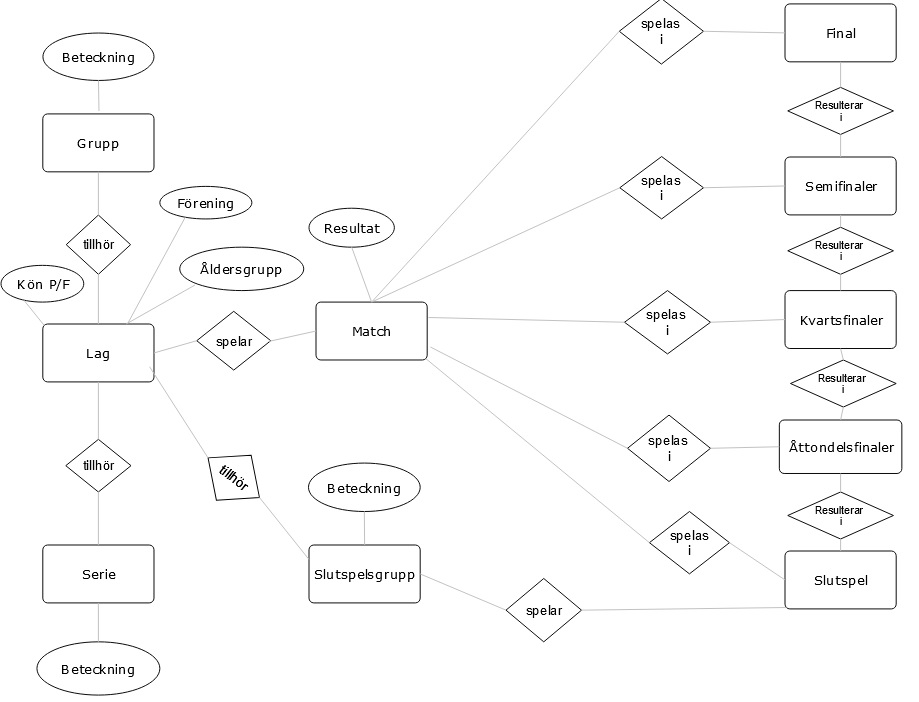 spelas
i
Final
Beteckning
Resulterar
i
Grupp
spelas
i
Semifinaler
Förening
Resultat
tillhör
Resulterar
i
Åldersgrupp
Kön P/F
spelas
i
Kvartsfinaler
Match
spelar
Lag
Resulterar
i
spelas
i
Åttondelsfinaler
tillhör
tillhör
Beteckning
Resulterar
i
spelas
i
Serie
Slutspelsgrupp
Slutspel
spelar
Beteckning